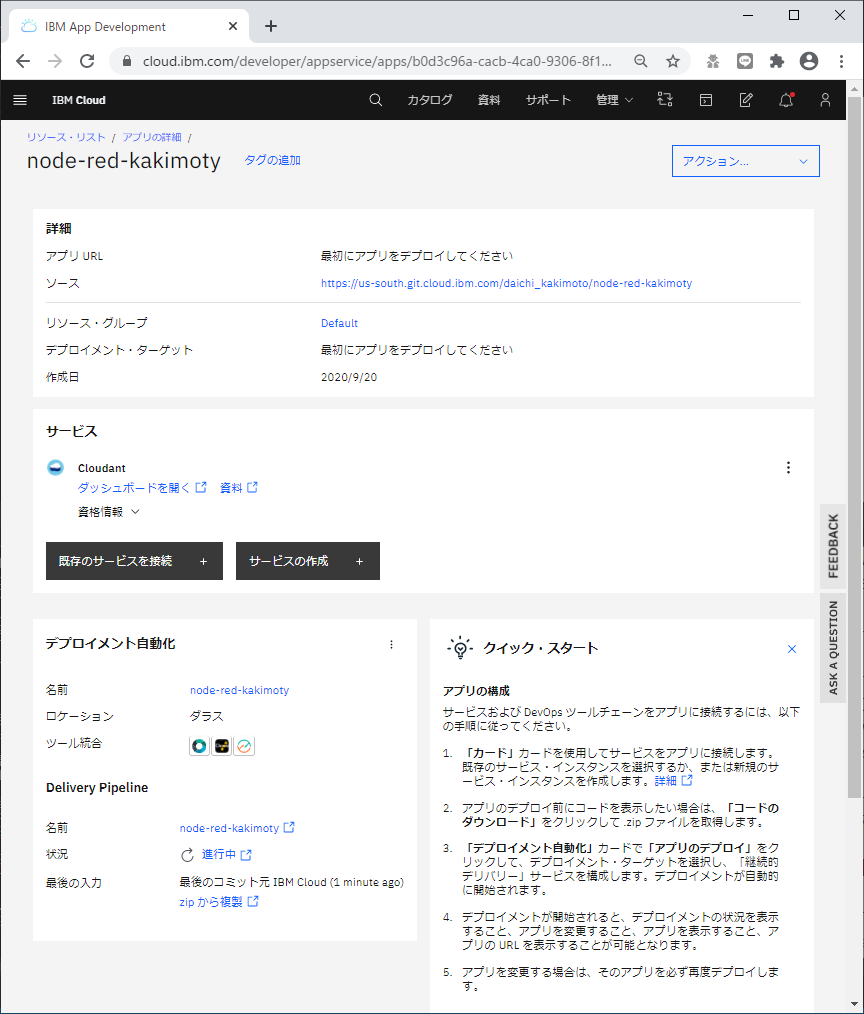 IBM App Development
cloud.ibm.com/developer/appservice/apps/b0d3c96a-cacb-4ca0-9306-8f1...
IBM Cloud
カタログ
資料
サポート
管理
リソース・リスト / アプリの詳細 /
node-red-kakimoty
タグの追加
アクション...
詳細
アプリ URL
最初にアプリをデプロイしてください
ソース
https://us-south.git.cloud.ibm.com/daichi_kakimoto/node-red-kakimoty
リソース・グループ
Default
デプロイメント・ターゲット
最初にアプリをデプロイしてください
作成日
2020/9/20
サービス
Cloudant
ダッシュボードを開く
資料
資格情報
既存のサービスを接続 +
サービスの作成 +
FEEDBACK
ASK A QUESTION
デプロイメント自動化
名前
node-red-kakimoty
ロケーション
ダラス
ツール統合
Delivery Pipeline
名前
node-red-kakimoty
状況
進行中
最後の入力
最後のコミット元 IBM Cloud (1 minute ago)
zip から複製
クイック・スタート
アプリの構成
サービスおよび DevOps ツールチェーンをアプリに接続するには、以下
の手順に従ってください。
1. 「カード」カードを使用してサービスをアプリに接続します。
既存のサービス・インスタンスを選択するか、または新規のサ
ービス・インスタンスを作成します。詳細
2. アプリのデプロイ前にコードを表示したい場合は、「コードの
ダウンロード」をクリックして .zip ファイルを取得します。
3. 「デプロイメント自動化」カードで「アプリのデプロイ」をク
リックして、デプロイメント・ターゲットを選択し、「継続的
デリバリー」サービスを構成します。デプロイメントが自動的
に開始されます。
4. デプロイメントが開始されると、デプロイメントの状況を表示
すること、アプリを変更すること、アプリを表示すること、ア
プリの URL を表示することが可能となります。
5. アプリを変更する場合は、そのアプリを必ず再度デプロイしま
す。